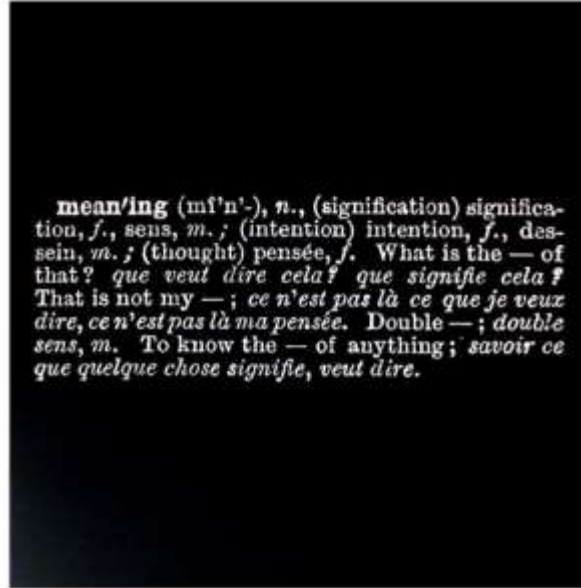 mean'ing (mî'n'-), n., (signification) significa-
tion, f., sens, m.; (intention) intention, f., des-
sein, m.; (thought) pensée, f. What is the — of
that? que veut dire cela? que signifie cela?
That is not my — ; ce n'est pas là ce que je veux
dire, ce n'est pas là ma pensée. Double — ; double
sens, m. To know the — of anything; savoir ce
que quelque chose signifie, veut dire.